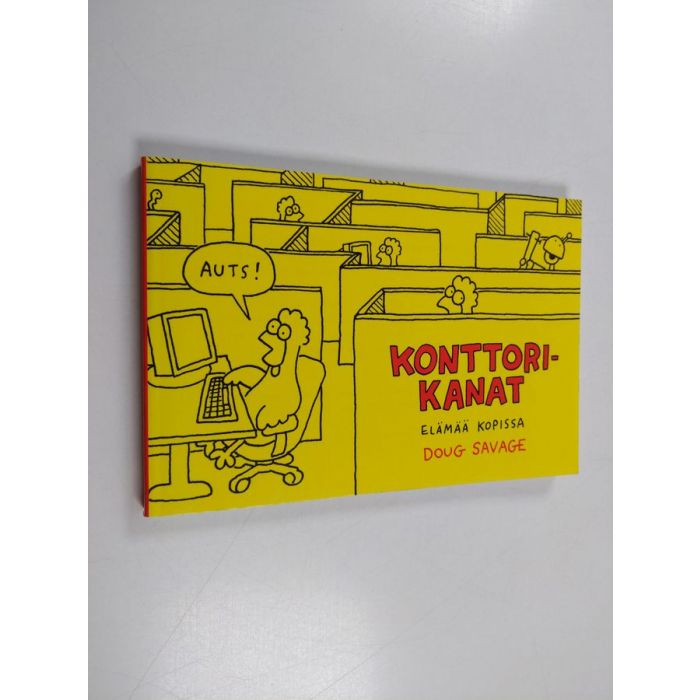 AUTS!
KONTTORI-
KANAT
ELÄMÄÄ KOPISSA
DOUG SAVAGE